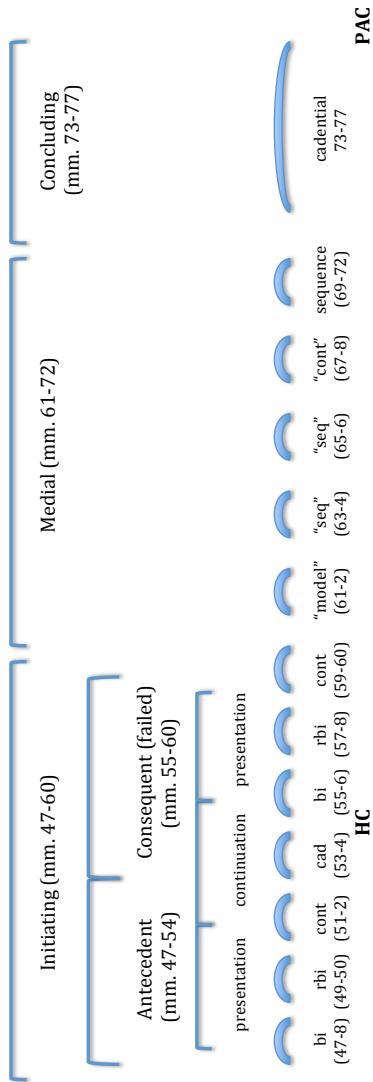 Initiating (mm. 47-60)
Medial (mm. 61-72)
Concluding
(mm. 73-77)
Antecedent
(mm. 47-54)
Consequent (failed)
(mm. 55-60)
presentation
continuation
presentation
bi
(47-8)
rbi
(49-50)
cont
(51-2)
cad
(53-4)
bi
(55-6)
rbi
(57-8)
cont
(59-60)
“model”
(61-2)
“seq”
(63-4)
“seq”
(65-6)
“cont”
(67-8)
sequence
(69-72)
cadential
73-77
HC
PAC